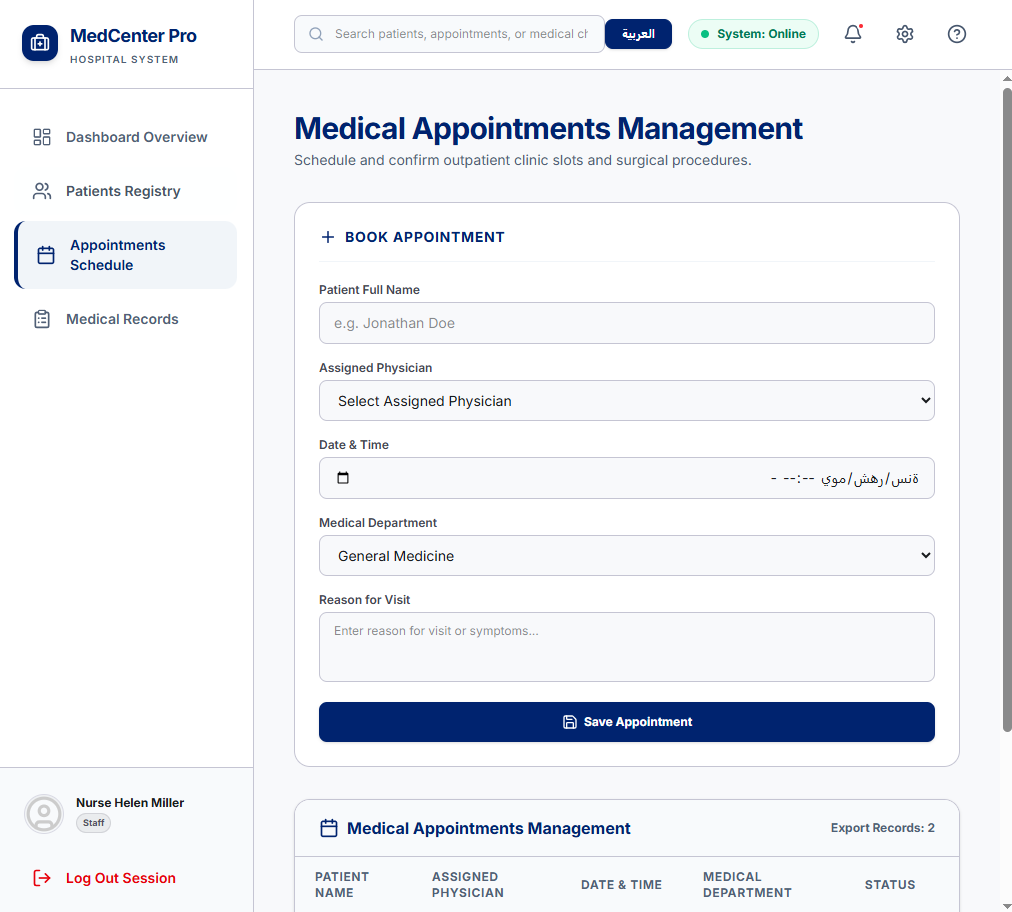 MedCenter Pro
HOSPITAL SYSTEM
Search patients, appointments, or medical ch
العربية
System: Online
Dashboard Overview
Patients Registry
Appointments
Schedule
Medical Records
Medical Appointments Management
Schedule and confirm outpatient clinic slots and surgical procedures.
BOOK APPOINTMENT
Patient Full Name
e.g. Jonathan Doe
Assigned Physician
Select Assigned Physician
Date & Time
ةنس/رهش/موي --:-- -
Medical Department
General Medicine
Reason for Visit
Enter reason for visit or symptoms...
Save Appointment
Nurse Helen Miller
Staff
Log Out Session
Medical Appointments Management
Export Records: 2
PATIENT
NAME
ASSIGNED
PHYSICIAN
DATE & TIME
MEDICAL
DEPARTMENT
STATUS